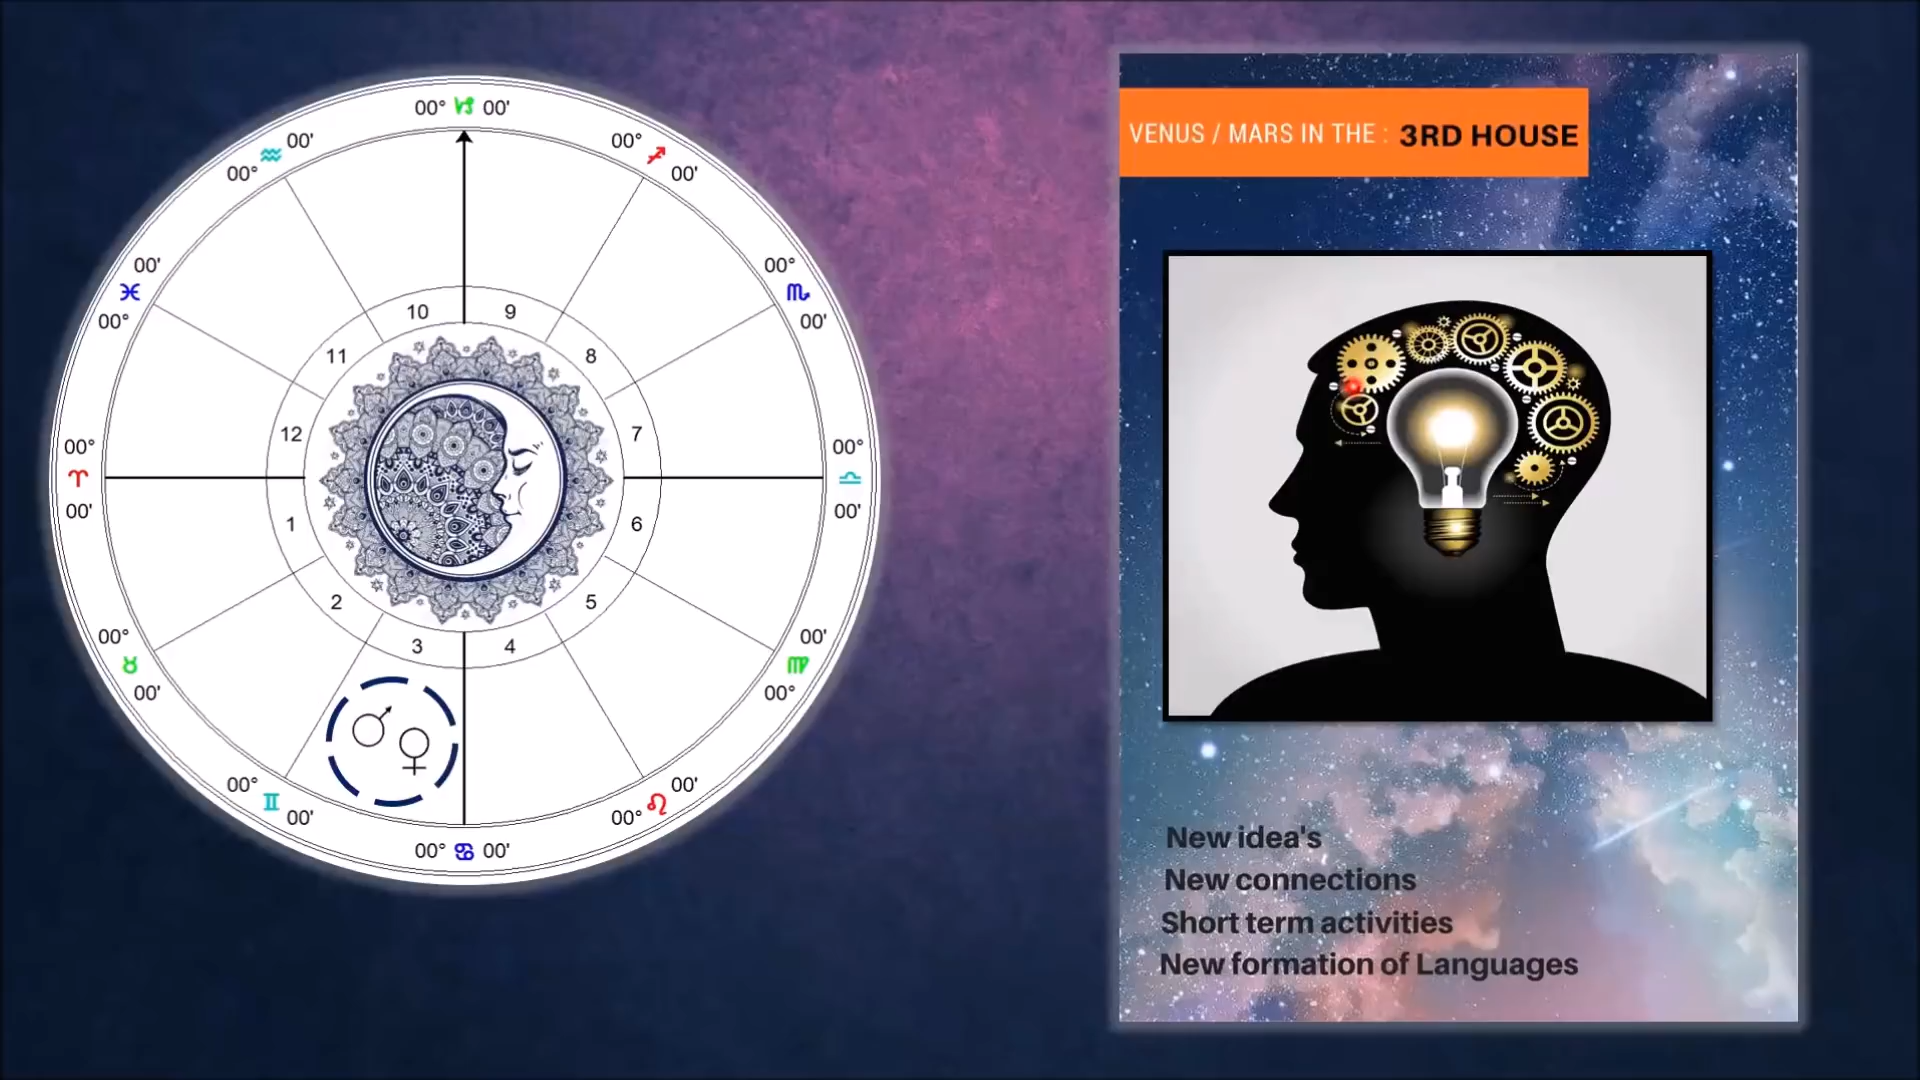 00° ♑ 00'
00° ♐ 00'
00° ♏ 00'
00° ♎ 00'
00° ♍ 00'
00° ♌ 00'
00° ♋ 00'
00° ♊ 00'
00° ♉ 00'
00° ♈ 00'
00° ♓ 00'
00° ♒ 00'
10
9
11
8
12
7
1
6
2
5
3
4
♂
♀
VENUS / MARS IN THE : 3RD HOUSE
New idea's
New connections
Short term activities
New formation of Languages